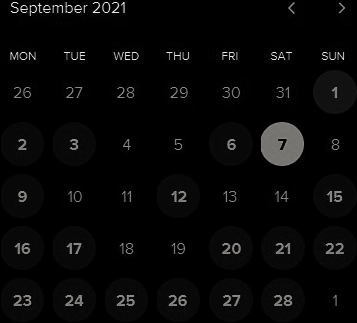 September 2021 < >
MON TUE WED THU FRI SAT SUN
26 27 28 29 30 31 1
2 3 4 5 6 7 8
9 10 11 12 13 14 15
16 17 18 19 20 21 22
23 24 25 26 27 28 1